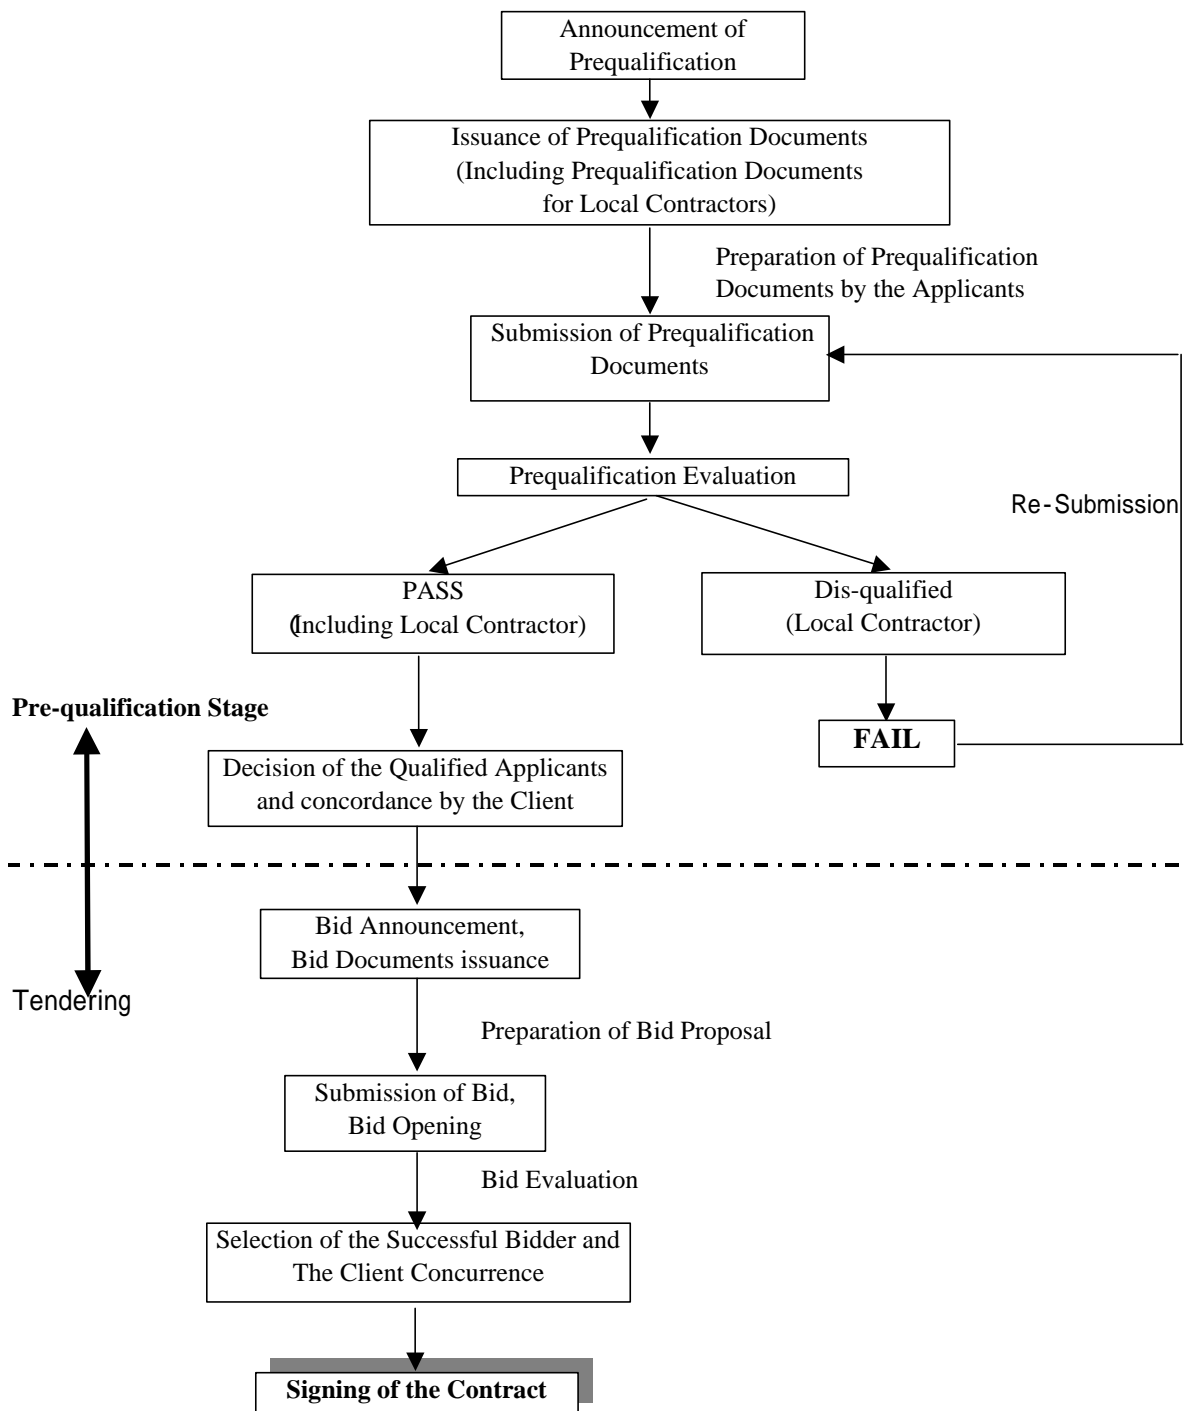 Announcement of
Prequalification
Issuance of Prequalification Documents
(Including Prequalification Documents
for Local Contractors)
Preparation of Prequalification
Documents by the Applicants
Submission of Prequalification
Documents
Prequalification Evaluation
Re-Submission
PASS
(Including Local Contractor)
Dis-qualified
(Local Contractor)
Pre-qualification Stage
FAIL
Decision of the Qualified Applicants
and concordance by the Client
Bid Announcement,
Bid Documents issuance
Tendering
Preparation of Bid Proposal
Submission of Bid,
Bid Opening
Bid Evaluation
Selection of the Successful Bidder and
The Client Concurrence
Signing of the Contract